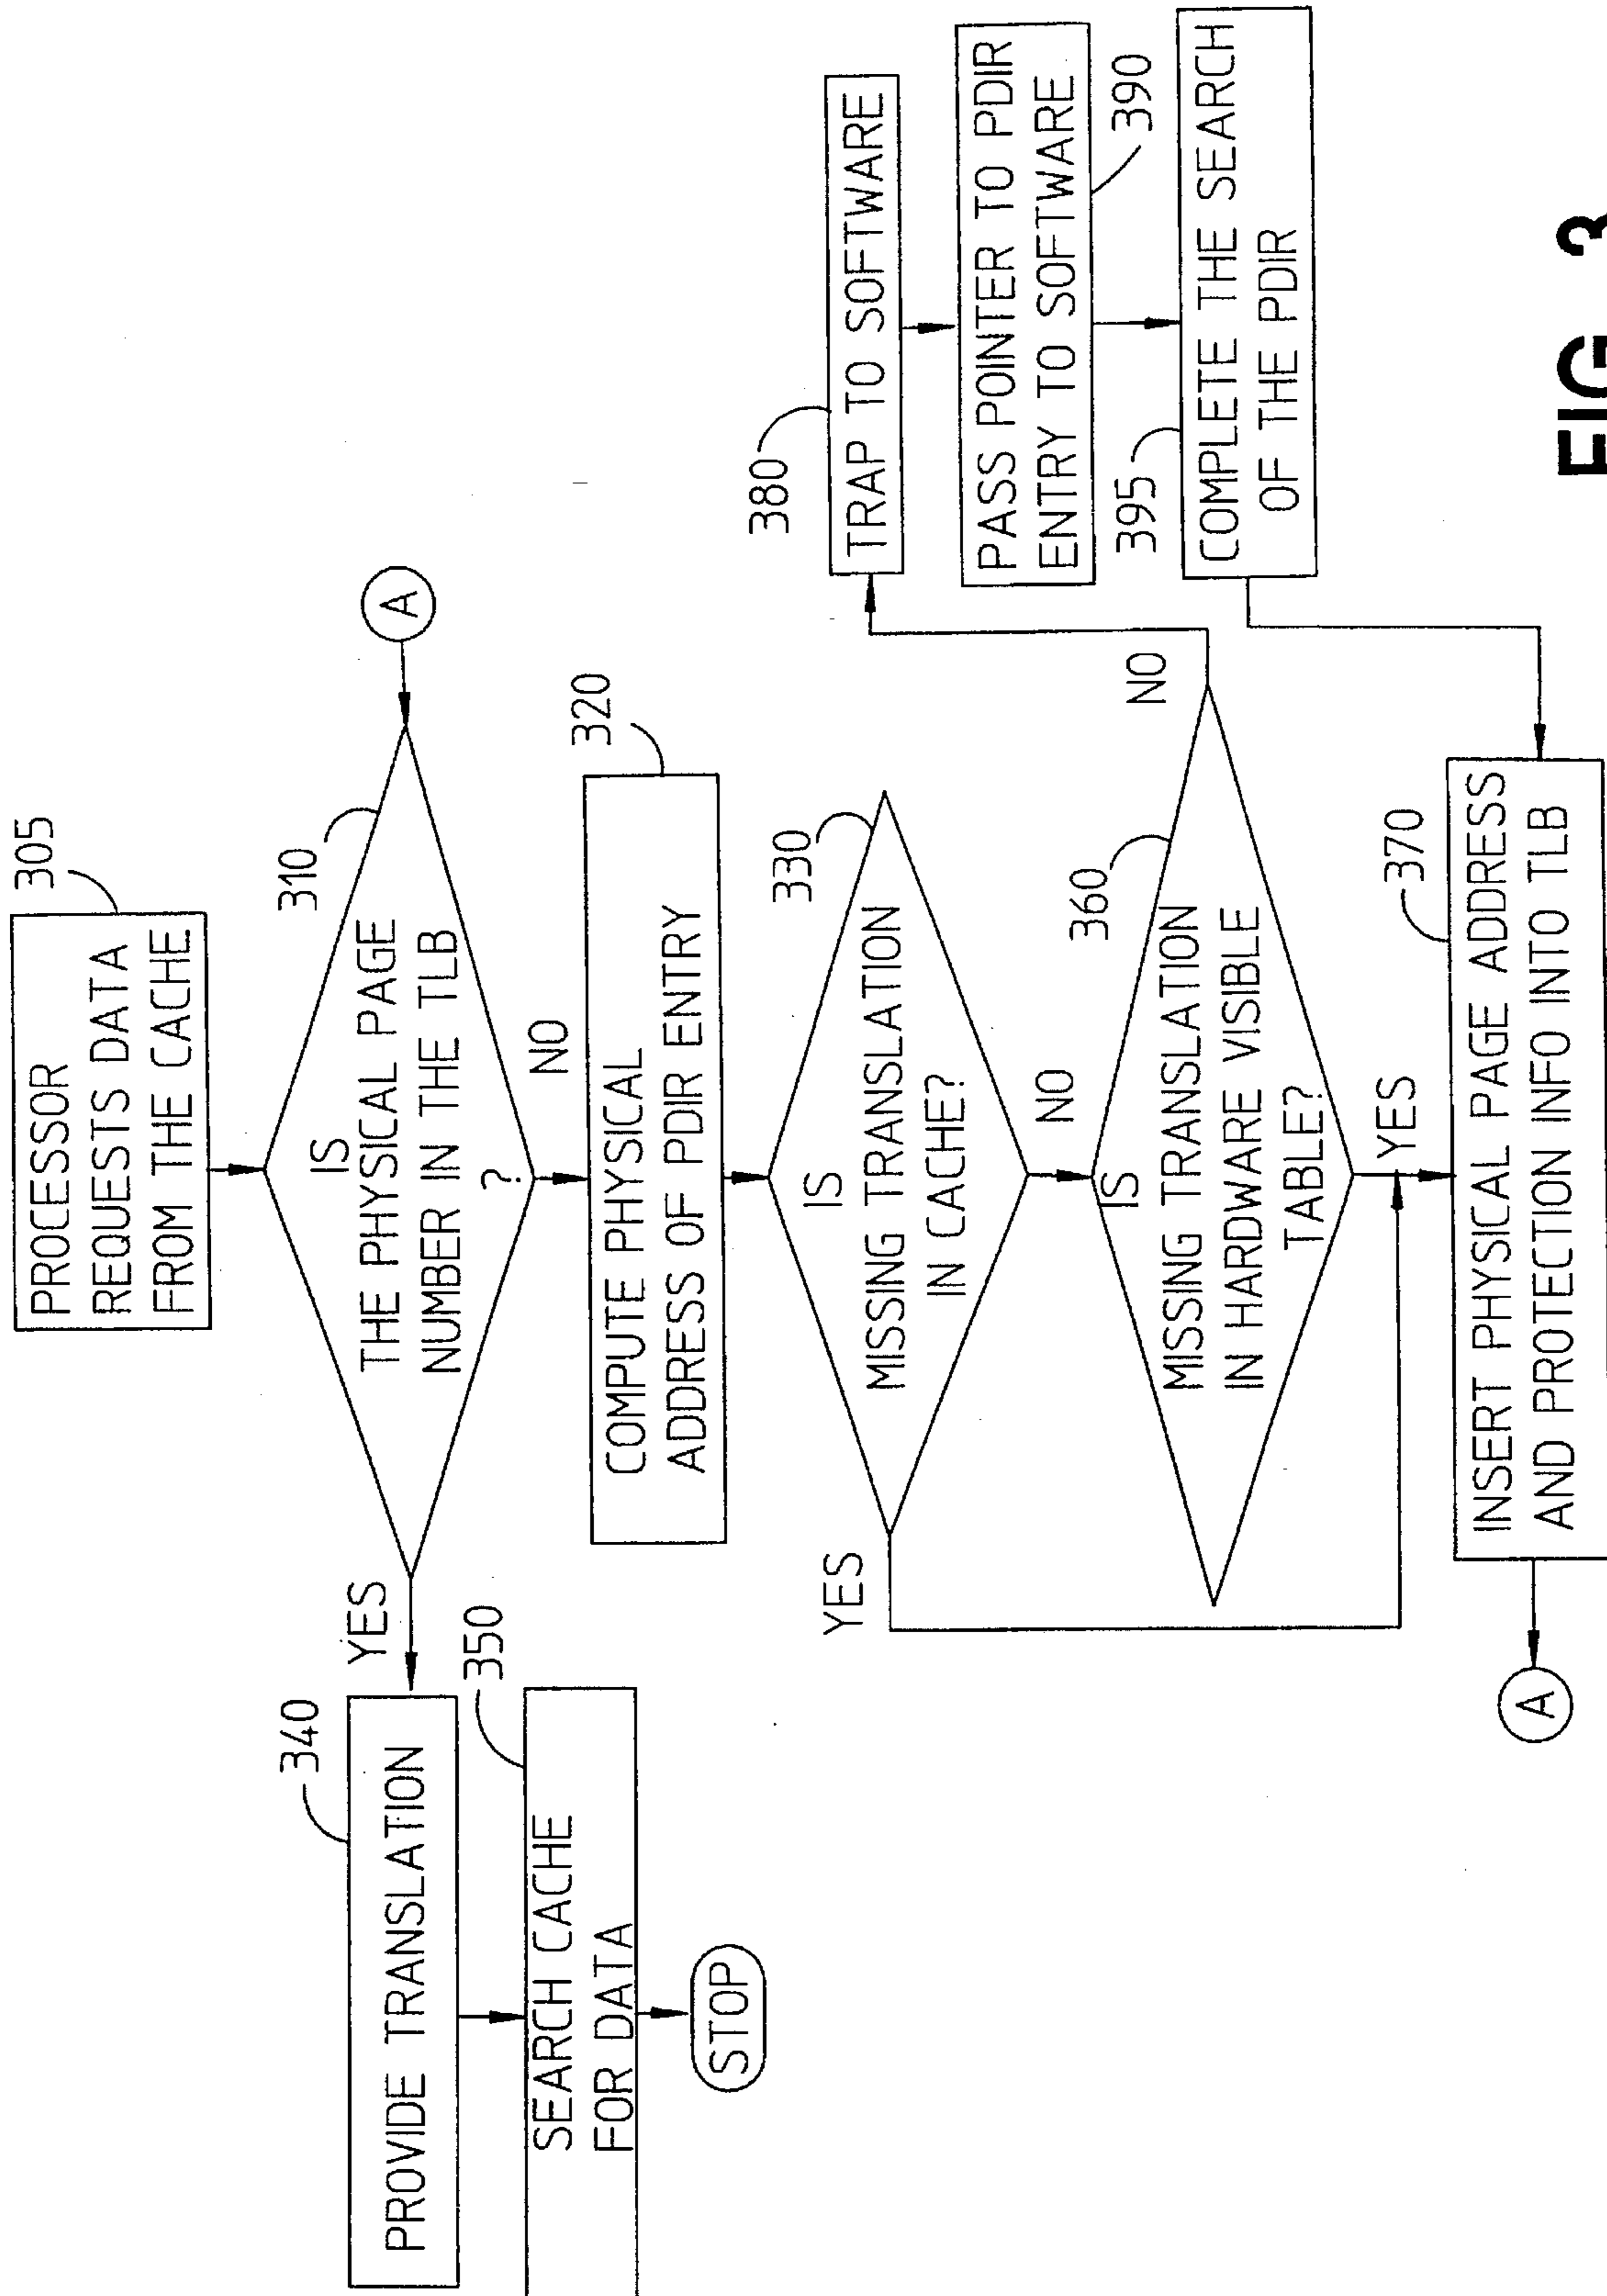 305
PROCESSOR
REQUESTS DATA
FROM THE CACHE
310
IS
THE PHYSICAL PAGE
NUMBER IN THE TLB
?
A
YES
NO
340
PROVIDE TRANSLATION
350
SEARCH CACHE
FOR DATA
STOP
320
COMPUTE PHYSICAL
ADDRESS OF PDIR ENTRY
330
IS
MISSING TRANSLATION
IN CACHE?
YES
NO
360
IS
MISSING TRANSLATION
IN HARDWARE VISIBLE
TABLE?
NO
YES
380
TRAP TO SOFTWARE
PASS POINTER TO PDIR
ENTRY TO SOFTWARE
390
395
COMPLETE THE SEARCH
OF THE PDIR
370
INSERT PHYSICAL PAGE ADDRESS
AND PROTECTION INFO INTO TLB
A
FIG 3